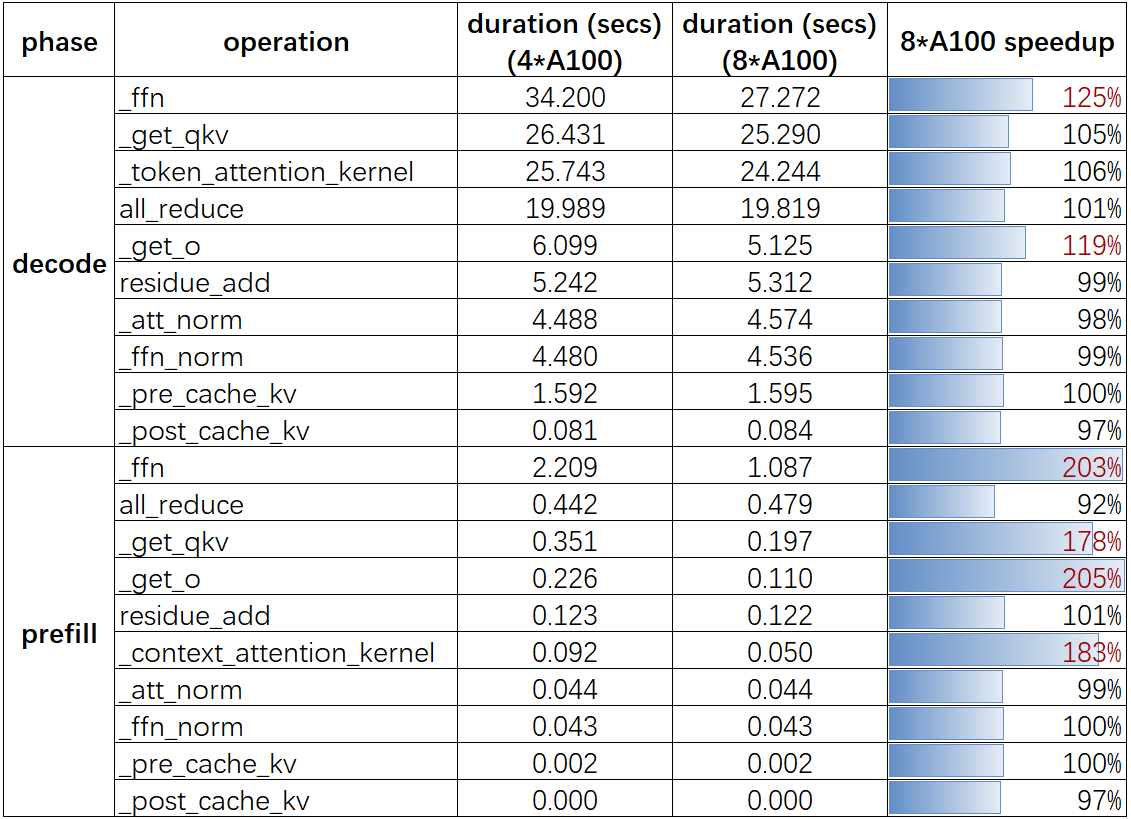 phase operation duration (secs) (4*A100) duration (secs) (8*A100) 8*A100 speedup
decode
_ffn 34.200 27.272 125%
_get_qkv 26.431 25.290 105%
_token_attention_kernel 25.743 24.244 106%
all_reduce 19.989 19.819 101%
_get_o 6.099 5.125 119%
residue_add 5.242 5.312 99%
_att_norm 4.488 4.574 98%
_ffn_norm 4.480 4.536 99%
_pre_cache_kv 1.592 1.595 100%
_post_cache_kv 0.081 0.084 97%
prefill
_ffn 2.209 1.087 203%
all_reduce 0.442 0.479 92%
_get_qkv 0.351 0.197 178%
_get_o 0.226 0.110 205%
residue_add 0.123 0.122 101%
_context_attention_kernel 0.092 0.050 183%
_att_norm 0.044 0.044 99%
_ffn_norm 0.043 0.043 100%
_pre_cache_kv 0.002 0.002 100%
_post_cache_kv 0.000 0.000 97%